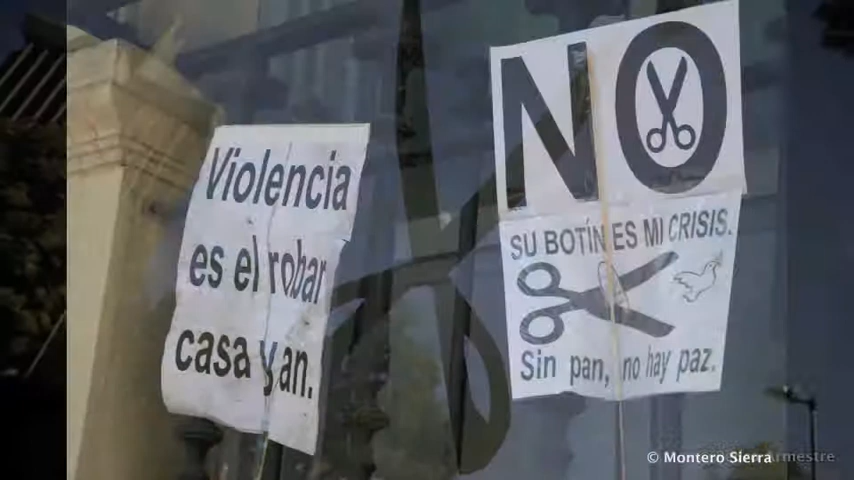 Violencia
es el robar
casa y an.
NO
SU BOTÍN ES MI CRISIS.
Sin pan, no hay paz.
© Montero Sierra
Armestre